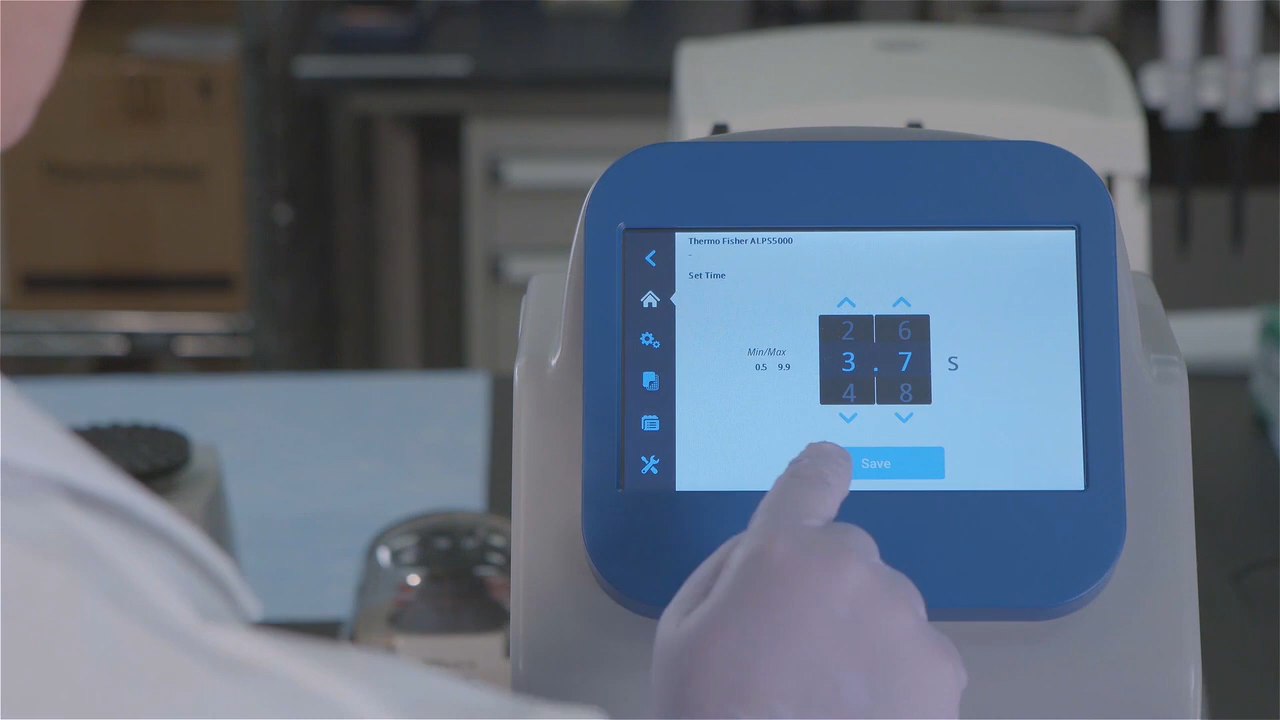 Thermo Fisher ALPS5000
-
Set Time
2 6
Min/Max
0.5 9.9
3 . 7 S
4 8
Save